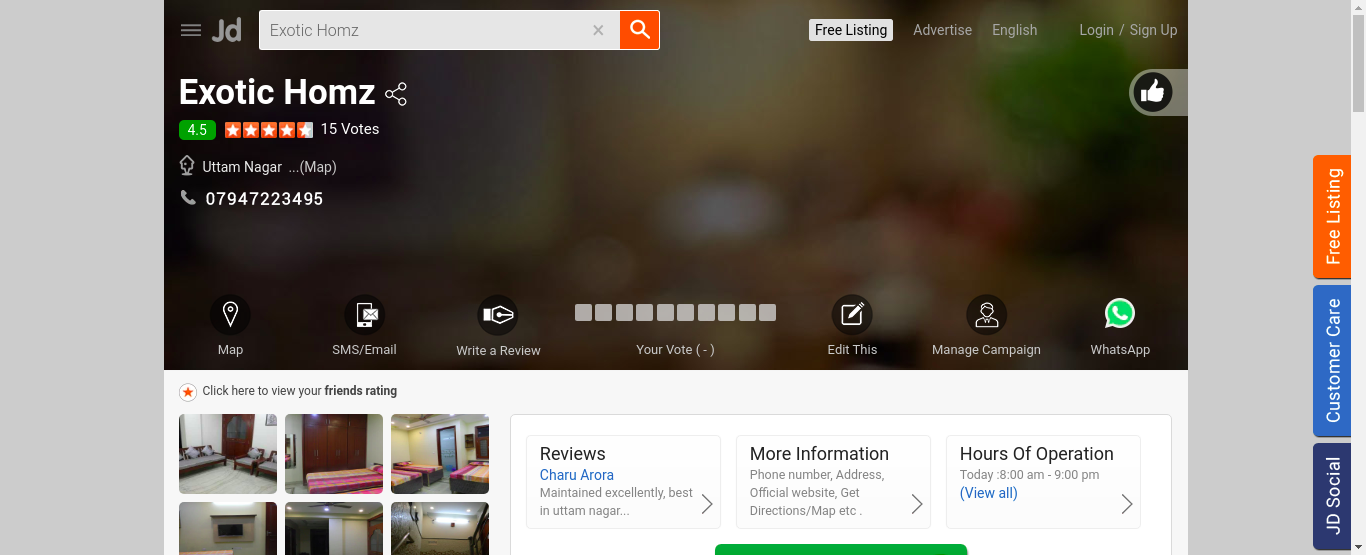 Jd
Exotic Homz
Free Listing
Advertise
English
Login / Sign Up
Exotic Homz
4.5
15 Votes
Uttam Nagar ...(Map)
07947223495
Map
SMS/Email
Write a Review
Your Vote ( - )
Edit This
Manage Campaign
WhatsApp
Click here to view your friends rating
Reviews
Charu Arora
Maintained excellently, best
in uttam nagar...
More Information
Phone number, Address,
Official website, Get
Directions/Map etc .
Hours Of Operation
Today :8:00 am - 9:00 pm
(View all)
Free Listing
Customer Care
JD Social